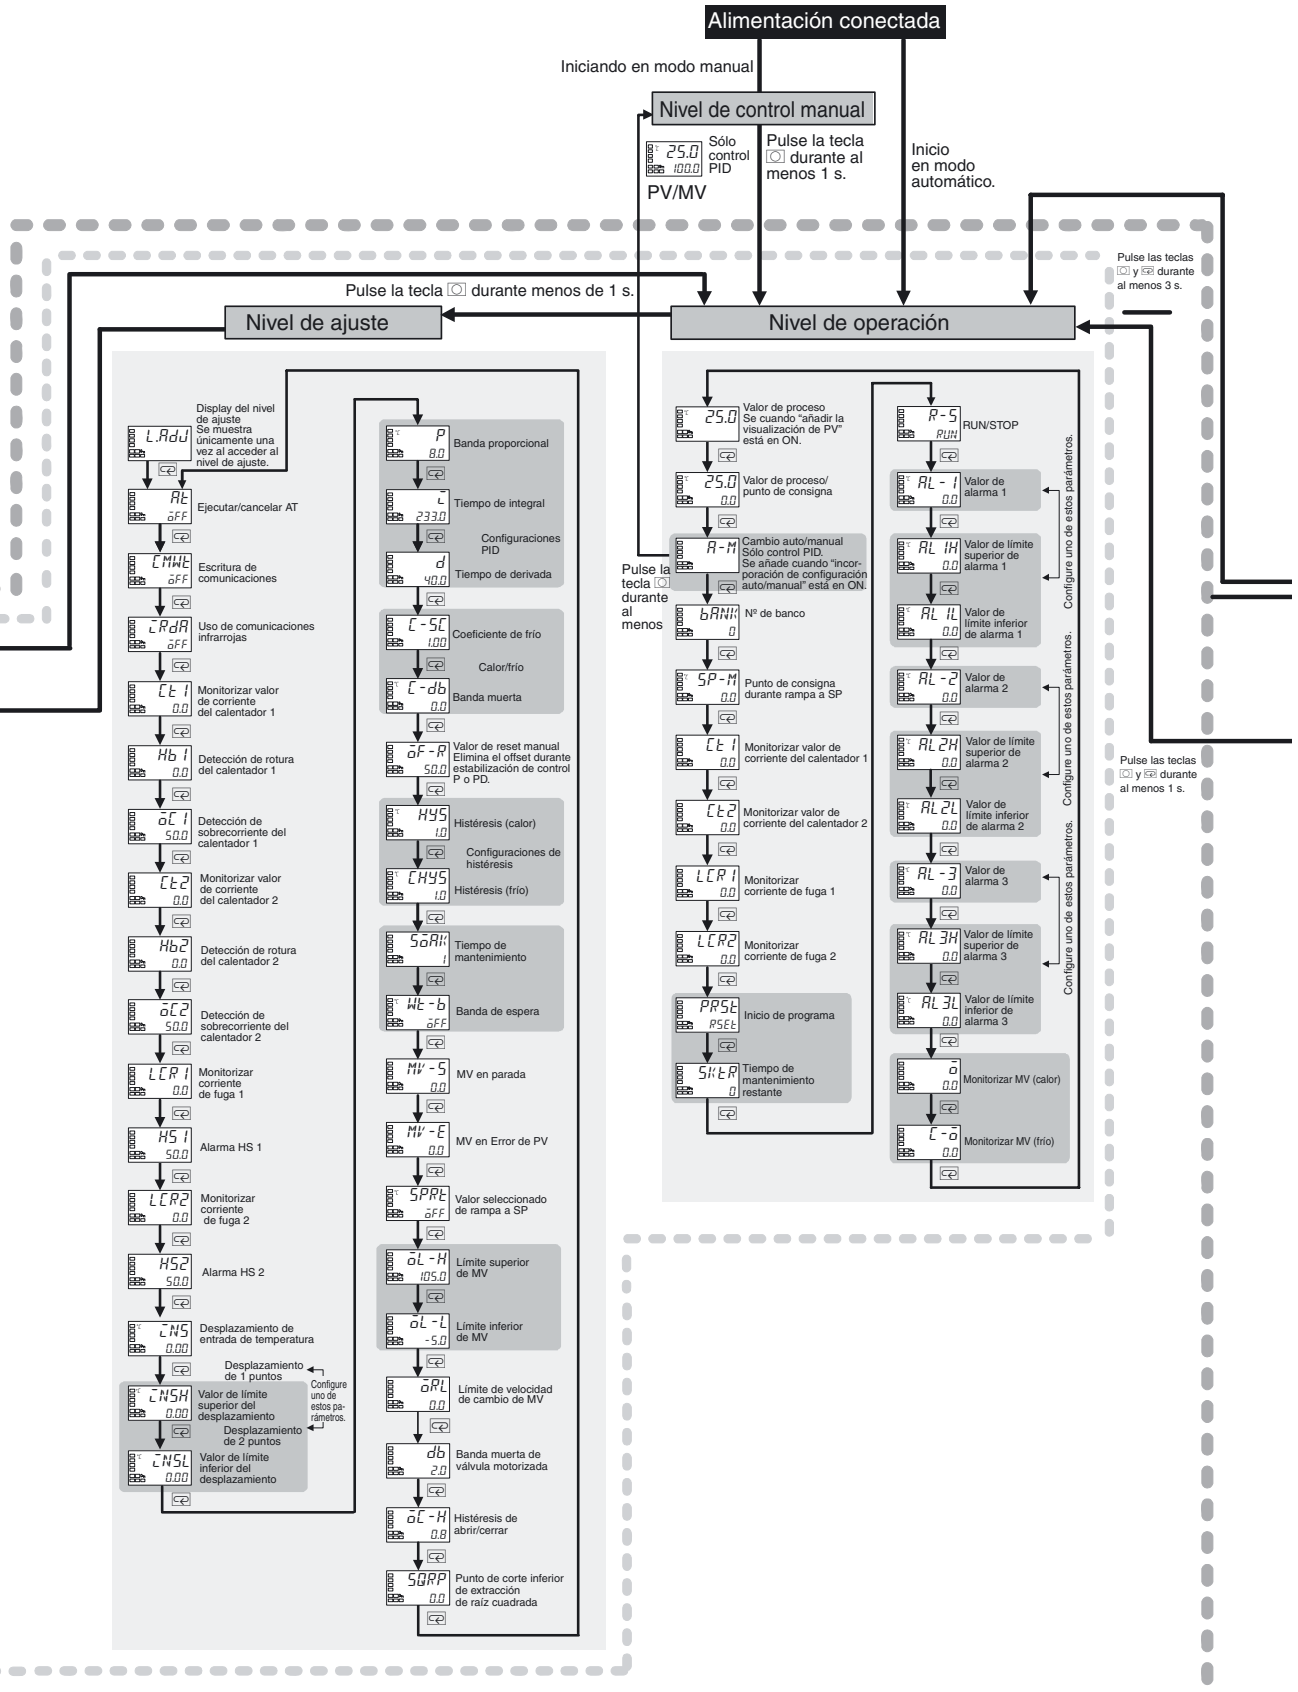 Alimentación conectada
Iniciando en modo manual
Nivel de control manual
25.0
100.0
Sólo
control
PID
PV/MV
Pulse la tecla
durante al
menos 1 s.
Inicio
en modo
automático.
Pulse las teclas
y durante
al menos 3 s.
Pulse la tecla durante menos de 1 s.
Nivel de ajuste
Nivel de operación
L.AdJ
Display del nivel
de ajuste
Se muestra
únicamente una
vez al acceder al
nivel de ajuste.
At
oFF
Ejecutar/cancelar AT
CMWt
oFF
Escritura de
comunicaciones
iRdA
oFF
Uso de comunicaciones
infrarrojas
Ct1
0.0
Monitorizar valor
de corriente
del calentador 1
Hb1
0.0
Detección de rotura
del calentador 1
oC1
50.0
Detección de
sobrecorriente del
calentador 1
Ct2
0.0
Monitorizar valor
de corriente
del calentador 2
Hb2
0.0
Detección de rotura
del calentador 2
oC2
50.0
Detección de
sobrecorriente del
calentador 2
LCR1
0.0
Monitorizar
corriente
de fuga 1
HS1
50.0
Alarma HS 1
LCR2
0.0
Monitorizar
corriente
de fuga 2
HS2
50.0
Alarma HS 2
iNS
0.00
Desplazamiento de
entrada de temperatura
Desplazamiento
de 1 puntos
Configure
uno de
estos pa-
rámetros.
iNSH
0.00
Valor de límite
superior del
desplazamiento
Desplazamiento
de 2 puntos
iNSL
0.00
Valor de límite
inferior del
desplazamiento
P
8.0
Banda proporcional
i
233.0
Tiempo de integral
Configuraciones
PID
d
40.0
Tiempo de derivada
C-SC
1.00
Coeficiente de frío
Calor/frío
C-db
0.0
Banda muerta
oF-R
50.0
Valor de reset manual
Elimina el offset durante
estabilización de control
P o PD.
HYS
1.0
Histéresis (calor)
Configuraciones de
histéresis
CHYS
1.0
Histéresis (frío)
SoAK
1
Tiempo de
mantenimiento
Wt-b
oFF
Banda de espera
MV-S
0.0
MV en parada
MV-E
0.0
MV en Error de PV
SPRt
oFF
Valor seleccionado
de rampa a SP
oL-H
105.0
Límite superior
de MV
oL-L
-5.0
Límite inferior
de MV
oRL
0.0
Límite de velocidad
de cambio de MV
db
2.0
Banda muerta de
válvula motorizada
oC-H
0.8
Histéresis de
abrir/cerrar
SQRP
0.0
Punto de corte inferior
de extracción
de raíz cuadrada
25.0
Valor de proceso
Se cuando "añadir la
visualización de PV"
está en ON.
25.0
0.0
Valor de proceso/
punto de consigna
A-M
Cambio auto/manual
Sólo control PID.
Se añade cuando "incor-
poración de configuración
auto/manual" está en ON.
Pulse la
tecla
durante
al
menos
bANK
0
Nº de banco
SP-M
0.0
Punto de consigna
durante rampa a SP
Ct1
0.0
Monitorizar valor de
corriente del calentador 1
Ct2
0.0
Monitorizar valor de
corriente del calentador 2
LCR1
0.0
Monitorizar
corriente de fuga 1
LCR2
0.0
Monitorizar
corriente de fuga 2
PRSt
RSEt
Inicio de programa
SKtR
0
Tiempo de
mantenimiento
restante
R-S
RUN
RUN/STOP
AL-1
0.0
Valor de
alarma 1
AL1H
0.0
Valor de límite
superior de
alarma 1
AL1L
0.0
Valor de
límite inferior
de alarma 1
Configure uno de estos parámetros.
AL-2
0.0
Valor de
alarma 2
AL2H
0.0
Valor de límite
superior de
alarma 2
AL2L
0.0
Valor de
límite inferior
de alarma 2
Configure uno de estos parámetros.
AL-3
0.0
Valor de
alarma 3
AL3H
0.0
Valor de límite
superior de
alarma 3
AL3L
0.0
Valor de límite
inferior de
alarma 3
Configure uno de estos parámetros.
o
0.0
Monitorizar MV (calor)
C-o
0.0
Monitorizar MV (frío)
Pulse las teclas
y durante
al menos 1 s.